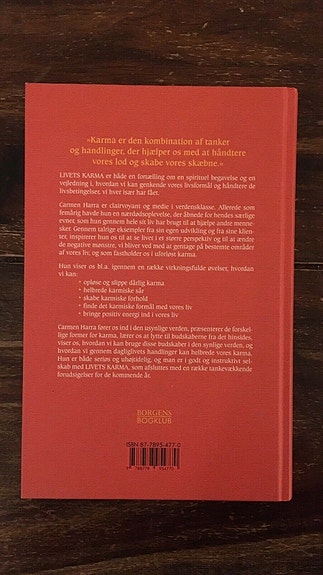 »Karma er den kombination af tanker
og handlinger, der hjælper os med at håndtere
vores lod og skabe vores skæbne.«
LIVETS KARMA er både en fortælling om en spirituel begavelse og en
vejledning i, hvordan vi kan genkende vores livsformål og håndtere de
livsbetingelser, vi hver især har fået.
Carmen Harra er clairvoyant og medie i verdensklasse. Allerede som
femårig havde hun en nærdødsoplevelse, der åbnede for hendes særlige
evner, som hun gennem hele sit liv har brugt til at hjælpe andre menne-
sker. Gennem talrige eksempler fra sin egen udvikling og fra sine klien-
ter, inspirerer hun os til at se livet i et større perspektiv og til at ændre
de negative mønstre, vi bliver ved med at gentage på bestemte områder
af vores liv, og som fastholder os i uforløst karma.
Hun viser os bl.a. igennem en række virkningsfulde øvelser, hvordan
vi kan:
• opløse og slippe dårlig karma
• helbrede karmiske sår
• skabe karmiske forhold
• finde det karmiske formål med vores liv
• bringe positiv energi ind i vores liv
Carmen Harra fører os ind i den usynlige verden, præsenterer de forskel-
lige former for karma, lærer os at lytte til budskaberne fra det hinsides,
viser os, hvordan vi kan bruge disse budskaber i den synlige verden, og
hvordan vi gennem dagliglivets handlinger kan helbrede vores karma.
Hun er både seriøs og uhøjtidelig, og man er i godt og instruktivt sel-
skab med LIVETS KARMA, som afsluttes med en række tankevækkende
forudsigelser for de kommende år.
BORGENS
BOGKLUB
ISBN 87-7895-477-0
9 788778 954770